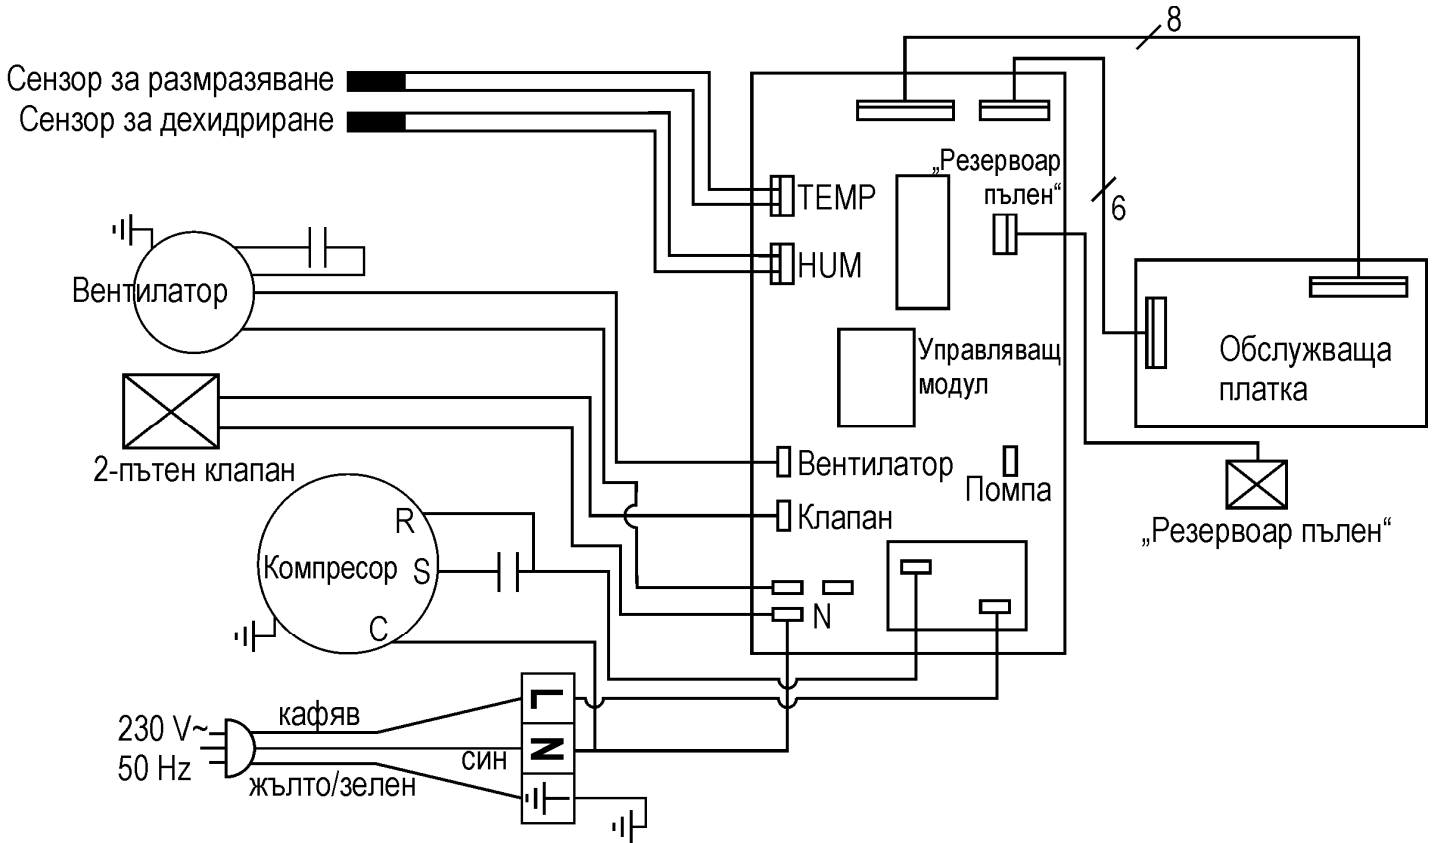 8
Сензор за размразяване
Сензор за дехидриране
„Резервоар
пълен“
TEMP
6
HUM
Вентилатор
Управляващ
модул
Обслужваща
платка
2-пътен клапан
Вентилатор
Помпа
R
Клапан
„Резервоар пълен“
Компресор
S
N
C
L
кафяв
230 V~
N
син
50 Hz
жълто/зелен